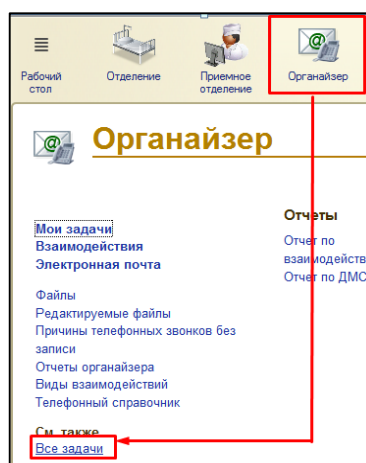 Рабочий
стол
Отделение
Приемное
отделение
Органайзер
Органайзер
Мои задачи
Взаимодействия
Электронная почта
Файлы
Редактируемые файлы
Причины телефонных звонков без
записи
Отчеты органайзера
Виды взаимодействий
Телефонный справочник
См. также
Все задачи
Отчеты
Отчет по
взаимодейств
Отчет по ДМС